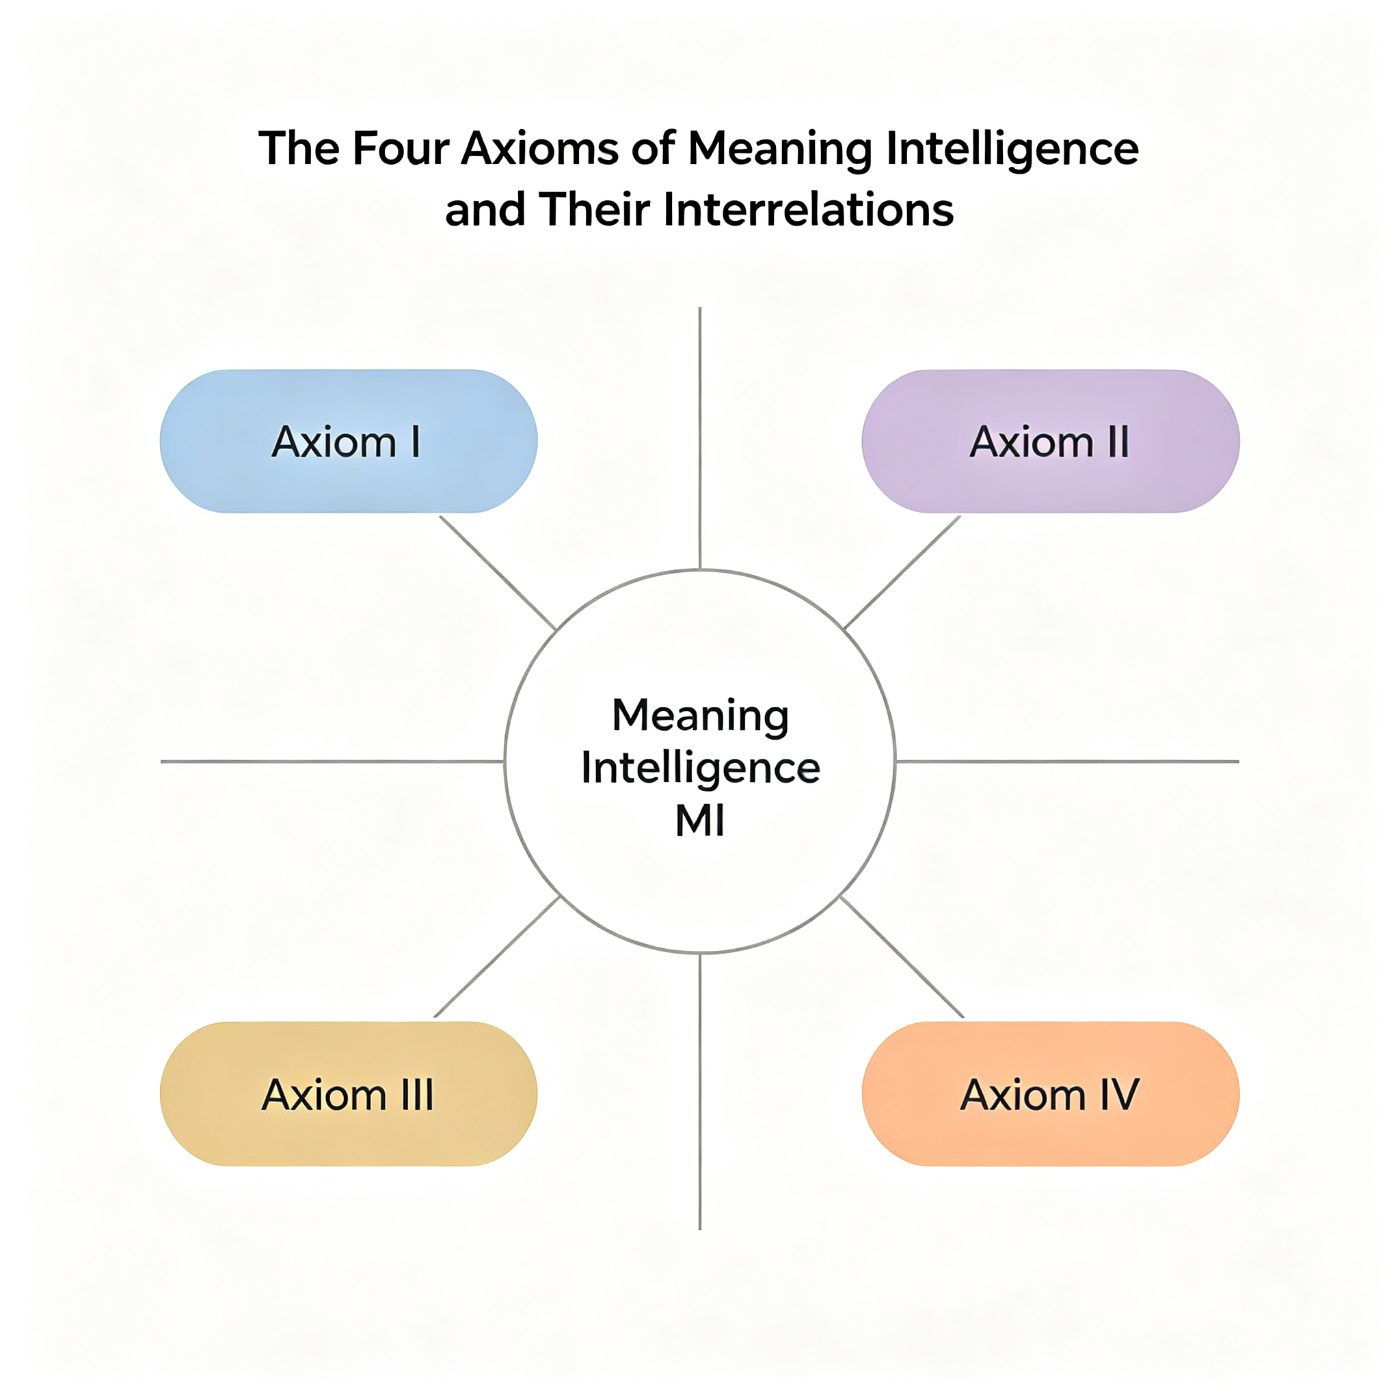 The Four Axioms of Meaning Intelligence
and Their Interrelations
Axiom I
Axiom II
Meaning
Intelligence
MI
Axiom III
Axiom IV